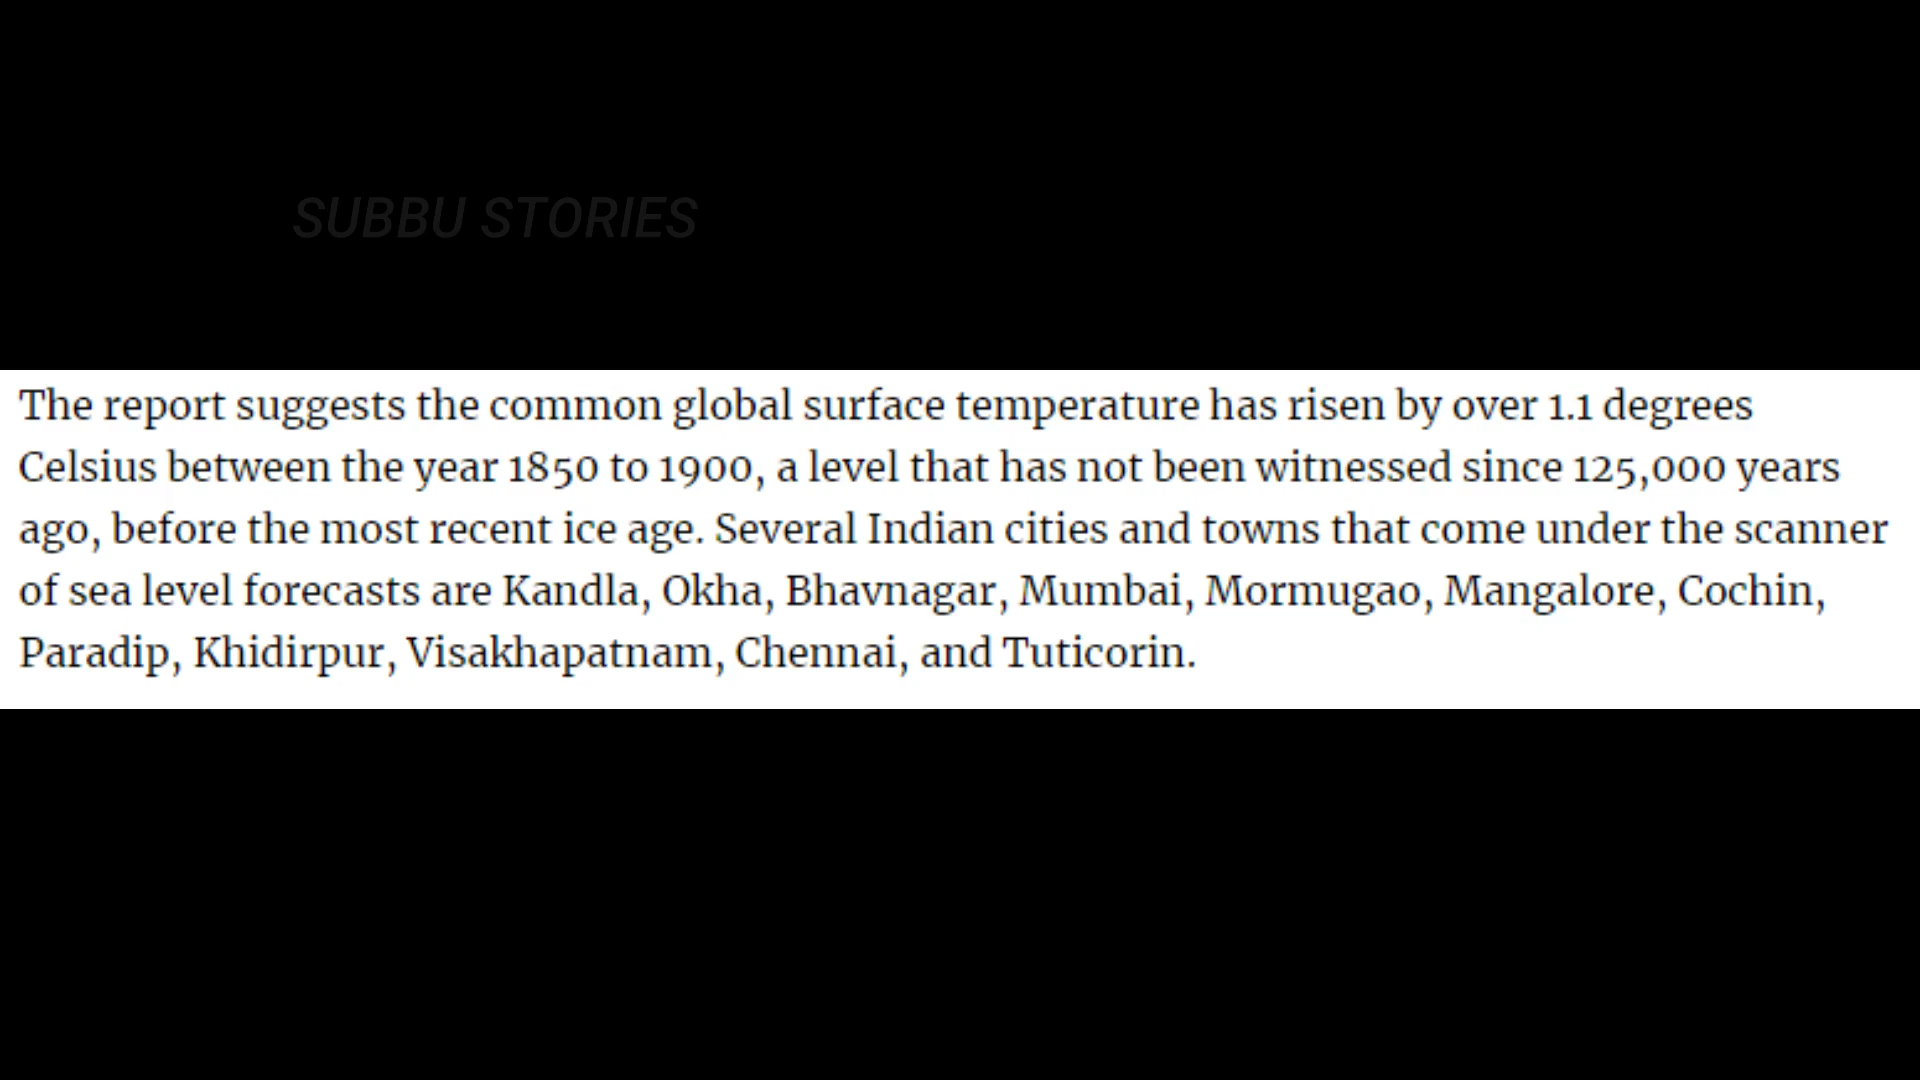 SUBBU STORIES
The report suggests the common global surface temperature has risen by over 1.1 degrees
Celsius between the year 1850 to 1900, a level that has not been witnessed since 125,000 years
ago, before the most recent ice age. Several Indian cities and towns that come under the scanner
of sea level forecasts are Kandla, Okha, Bhavnagar, Mumbai, Mormugao, Mangalore, Cochin,
Paradip, Khidirpur, Visakhapatnam, Chennai, and Tuticorin.